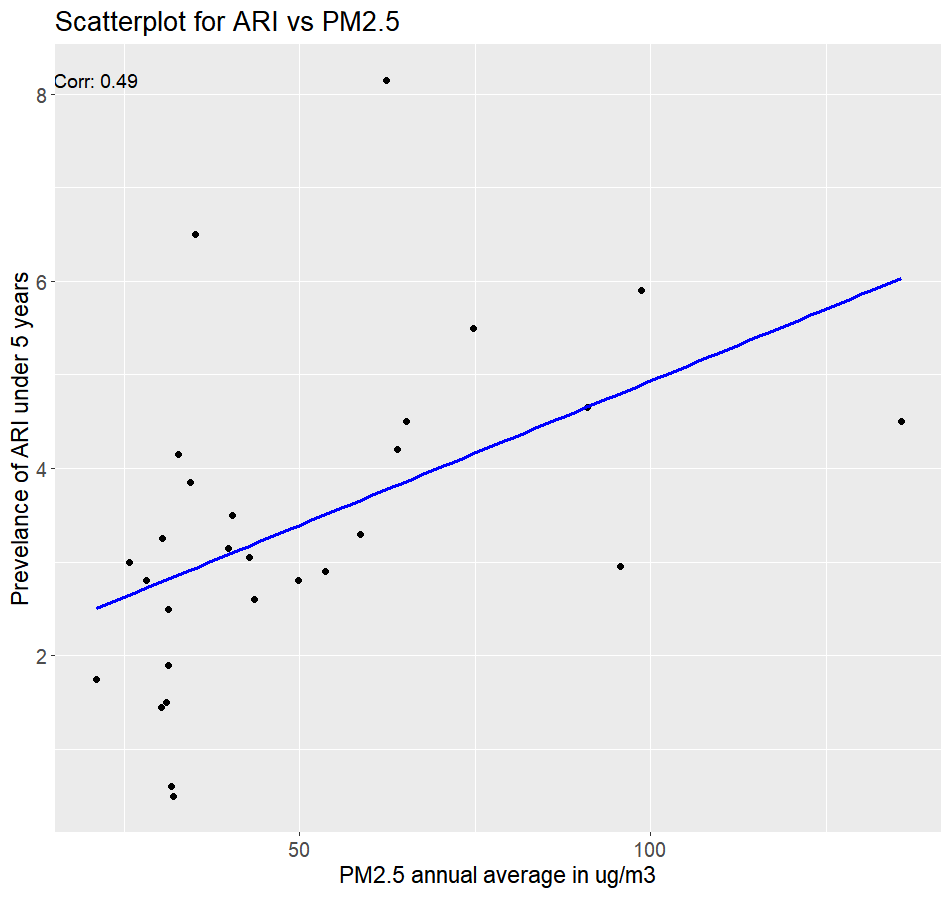 Scatterplot for ARI vs PM2.5
Corr: 0.49
8
6
4
2
Prevelance of ARI under 5 years
50
100
PM2.5 annual average in ug/m3